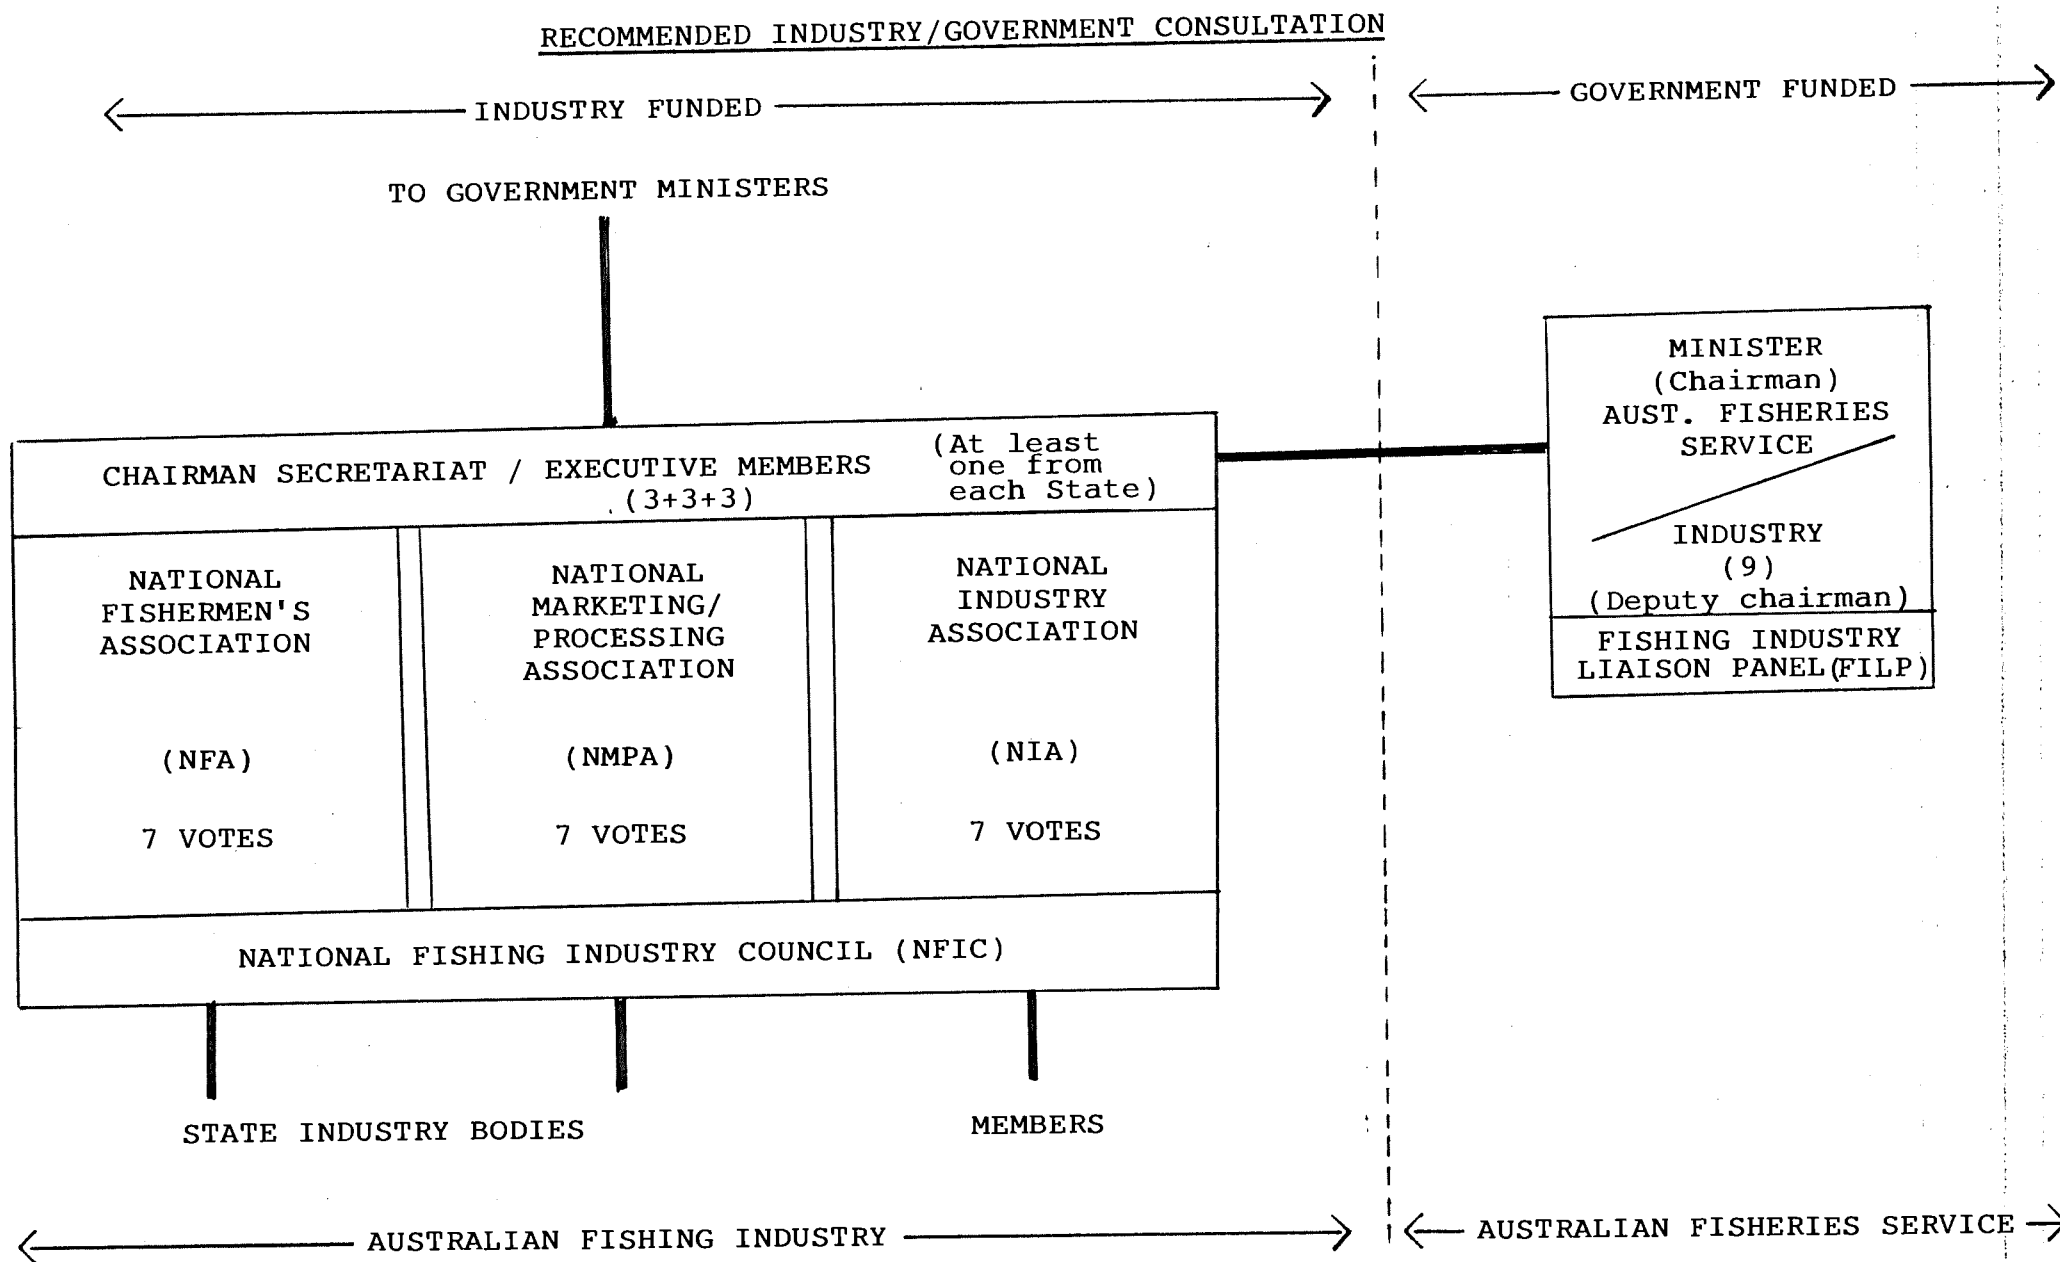 RECOMMENDED INDUSTRY/GOVERNMENT CONSULTATION
INDUSTRY FUNDED
GOVERNMENT FUNDED
TO GOVERNMENT MINISTERS
CHAIRMAN SECRETARIAT / EXECUTIVE MEMBERS
(3+3+3)
(At least
one from
each State)
NATIONAL
FISHERMEN'S
ASSOCIATION
(NFA)
7 VOTES
NATIONAL
MARKETING/
PROCESSING
ASSOCIATION
(NMPA)
7 VOTES
NATIONAL
INDUSTRY
ASSOCIATION
(NIA)
7 VOTES
NATIONAL FISHING INDUSTRY COUNCIL (NFIC)
STATE INDUSTRY BODIES
MEMBERS
MINISTER
(Chairman)
AUST. FISHERIES
SERVICE
INDUSTRY
(9)
(Deputy chairman)
FISHING INDUSTRY
LIAISON PANEL(FILP)
AUSTRALIAN FISHING INDUSTRY
AUSTRALIAN FISHERIES SERVICE